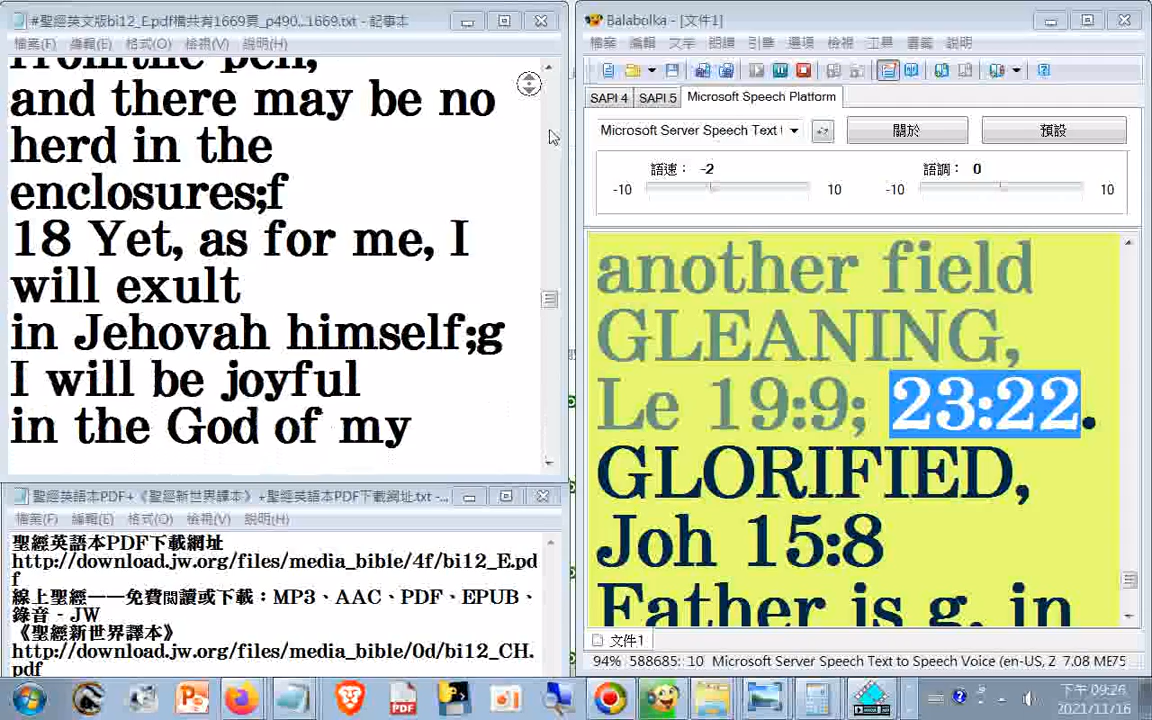 #聖經英文版bi12_E.pdf檔共有1669頁_p490...1669.txt - 記事本
檔案(F) 編輯(E) 格式(O) 檢視(V) 說明(H)
from the pen,
and there may be no
herd in the
enclosures;f
18 Yet, as for me, I
will exult
in Jehovah himself;g
I will be joyful
in the God of my
聖經英語本PDF+《聖經新世界譯本》+聖經英語本PDF下載網址.txt - ...
檔案(F) 編輯(E) 格式(O) 檢視(V) 說明(H)
聖經英語本PDF下載網址
http://download.jw.org/files/media_bible/4f/bi12_E.pd
f
線上聖經——免費閱讀或下載：MP3、AAC、PDF、EPUB、
錄音 - JW
《聖經新世界譯本》
http://download.jw.org/files/media_bible/0d/bi12_CH.
pdf
Balabolka - [文件1]
檔案 編輯 文字 朗讀 引擎 選項 檢視 工具 書籤 說明
SAPI 4 SAPI 5 Microsoft Speech Platform
Microsoft Server Speech Text 關於 預設
語速： -2 語調： 0
-10 10 -10 10
another field
GLEANING,
Le 19:9; 23:22.
GLORIFIED,
Joh 15:8
Father is g. in
文件1
94% 588685: 10 Microsoft Server Speech Text to Speech Voice (en-US, Z 7.08 МБ75
下午 09:26
2021/11/16